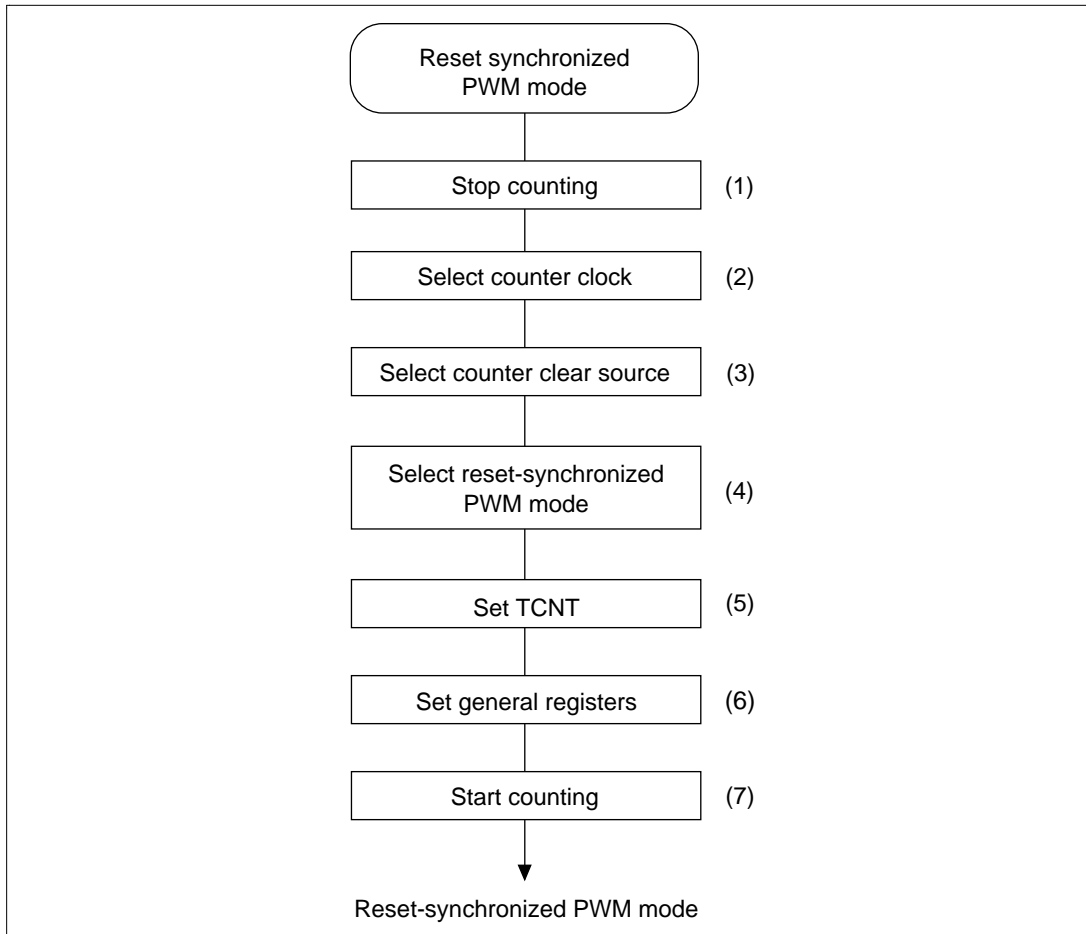 Reset synchronized
PWM mode
Stop counting (1)
Select counter clock (2)
Select counter clear source (3)
Select reset-synchronized
PWM mode (4)
Set TCNT (5)
Set general registers (6)
Start counting (7)
Reset-synchronized PWM mode